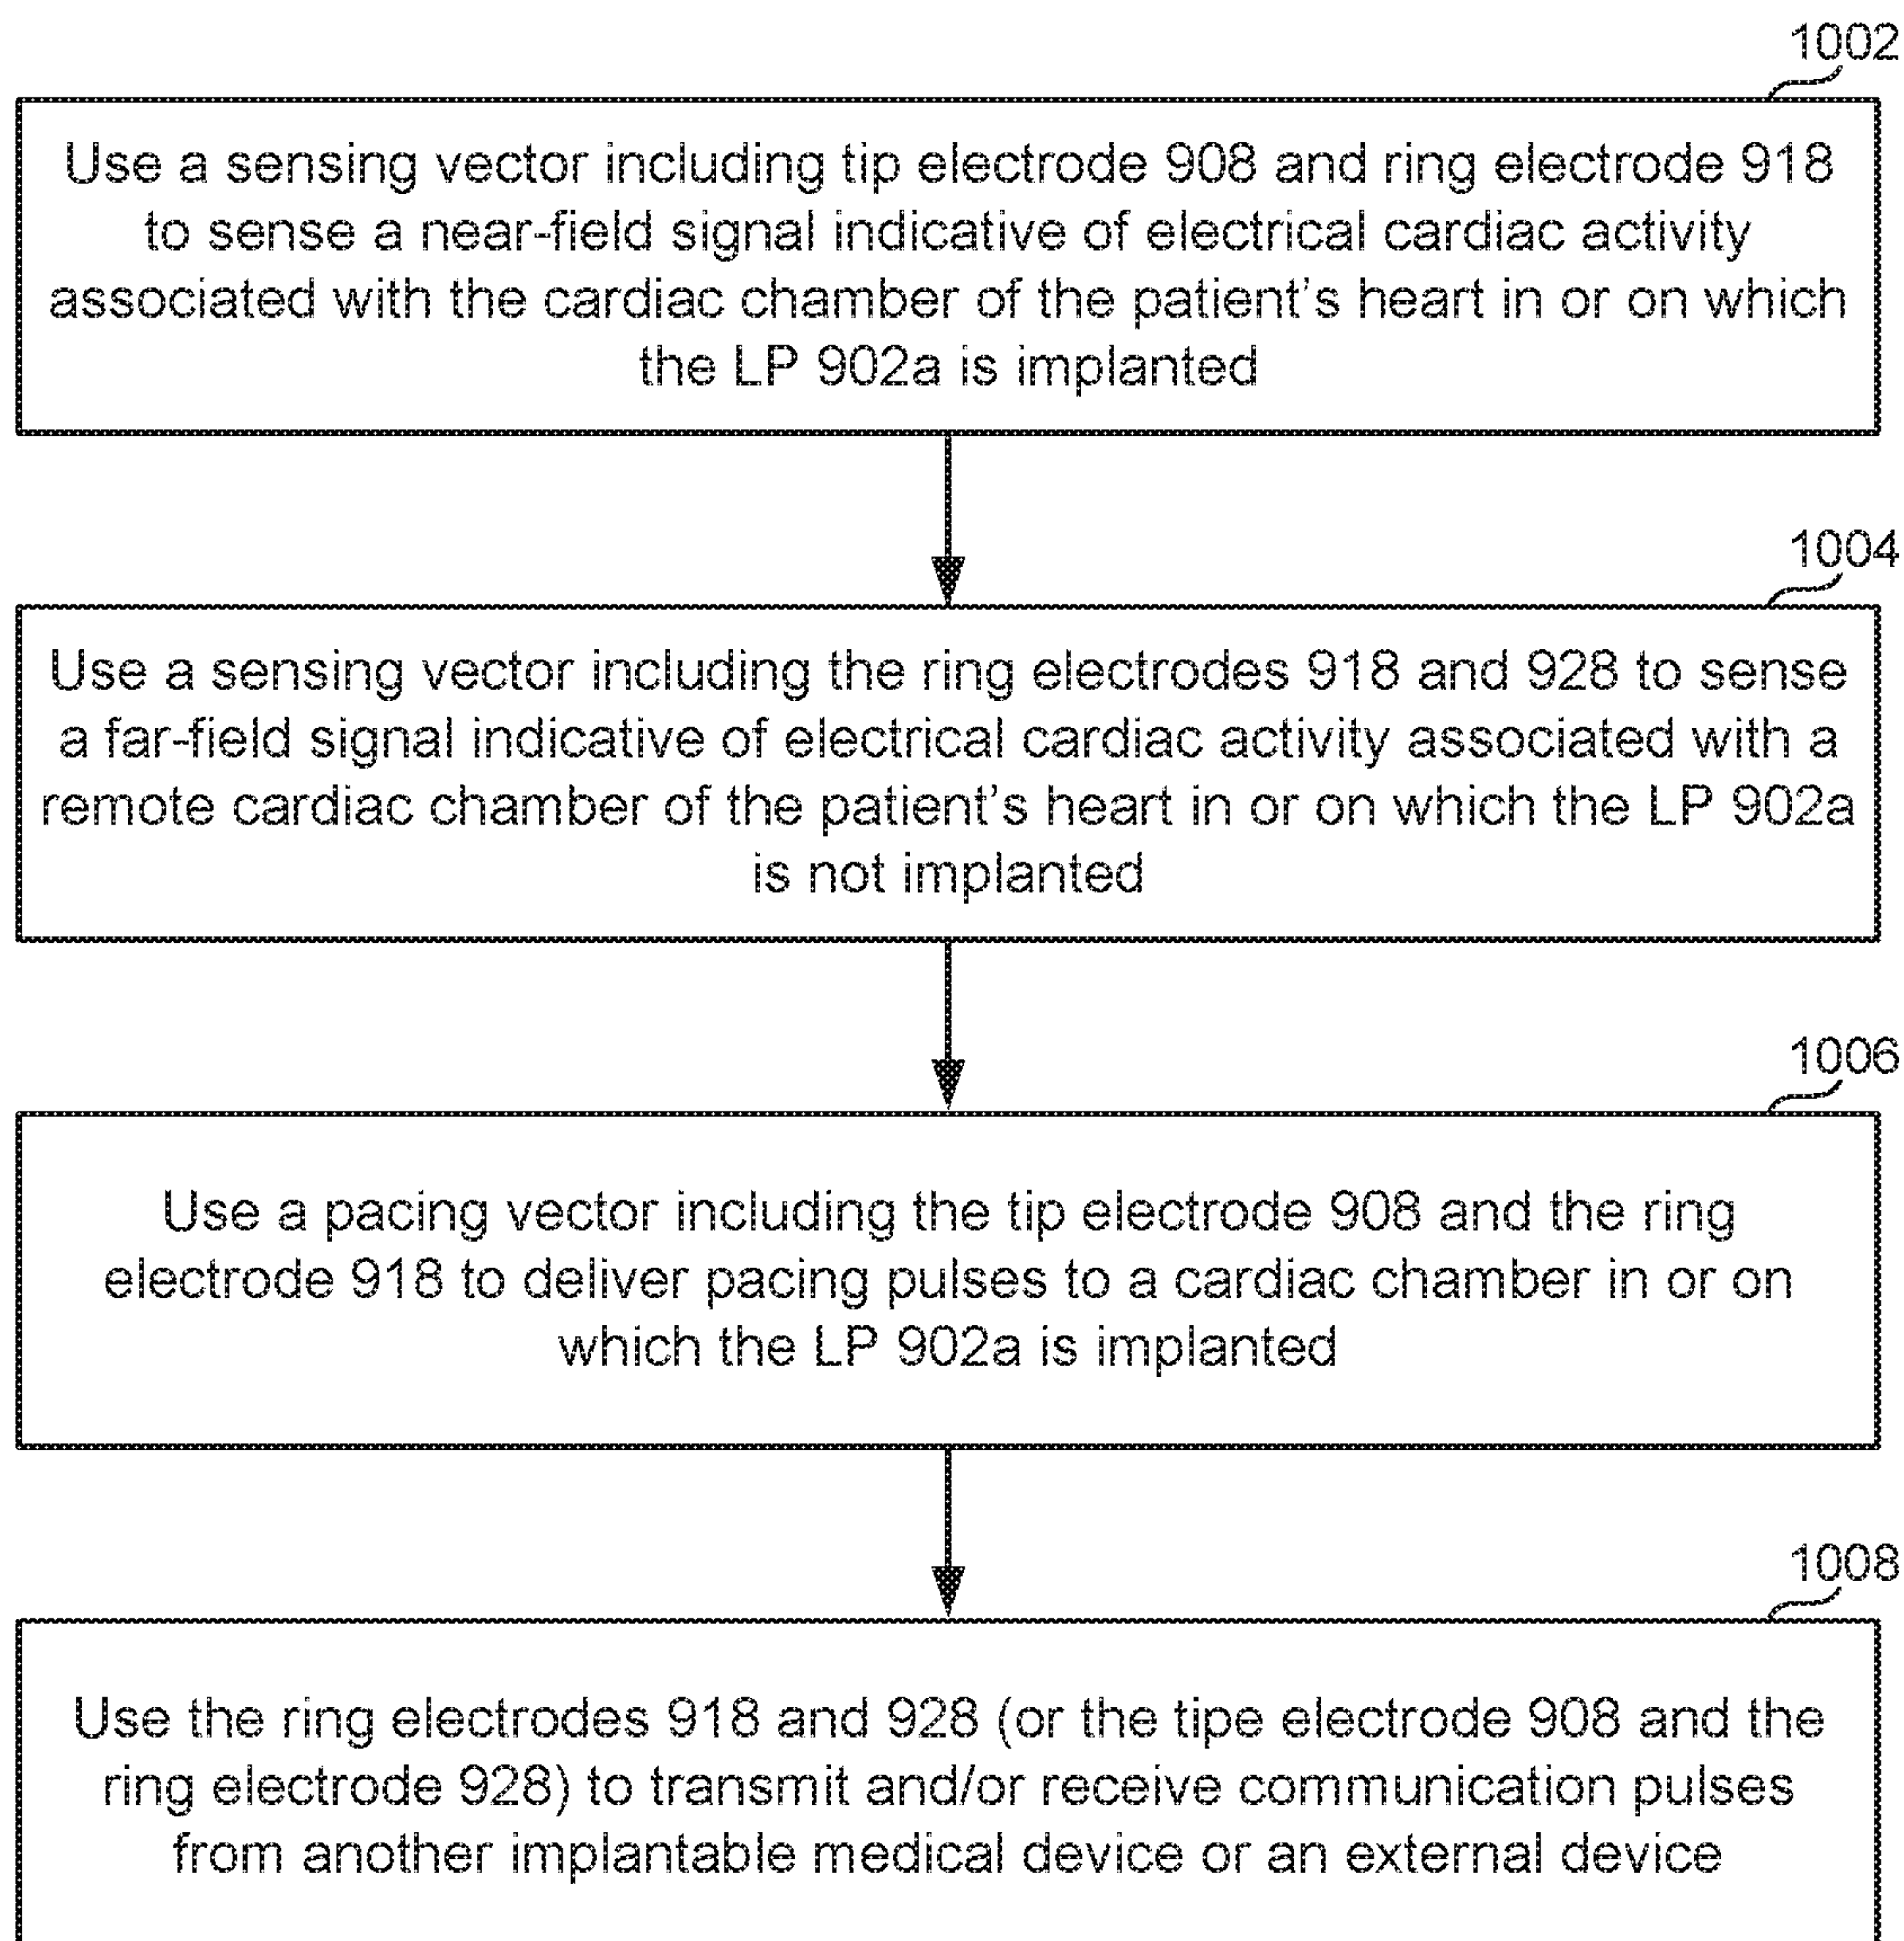 1002
Use a sensing vector including tip electrode 908 and ring electrode 918
to sense a near-field signal indicative of electrical cardiac activity
associated with the cardiac chamber of the patient's heart in or on which
the LP 902a is implanted
1004
Use a sensing vector including the ring electrodes 918 and 928 to sense
a far-field signal indicative of electrical cardiac activity associated with a
remote cardiac chamber of the patient's heart in or on which the LP 902a
is not implanted
1006
Use a pacing vector including the tip electrode 908 and the ring
electrode 918 to deliver pacing pulses to a cardiac chamber in or on
which the LP 902a is implanted
1008
Use the ring electrodes 918 and 928 (or the tipe electrode 908 and the
ring electrode 928) to transmit and/or receive communication pulses
from another implantable medical device or an external device